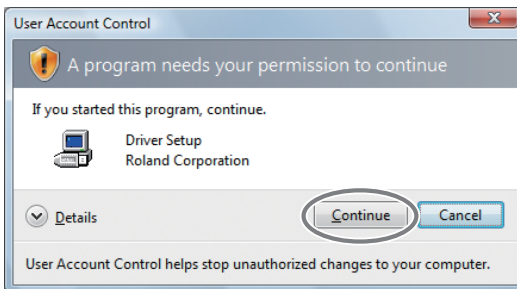 User Account Control
A program needs your permission to continue
If you started this program, continue.
Driver Setup
Roland Corporation
Details
Continue
Cancel
User Account Control helps stop unauthorized changes to your computer.